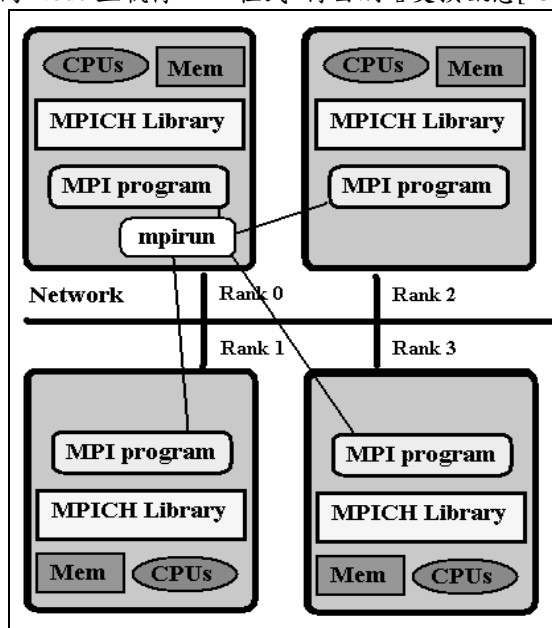 CPUs Mem
MPICH Library
MPI program
mpirun
CPUs Mem
MPICH Library
MPI program
Network
Rank 0
Rank 2
Rank 1
Rank 3
MPI program
MPICH Library
Mem CPUs
MPI program
MPICH Library
Mem CPUs